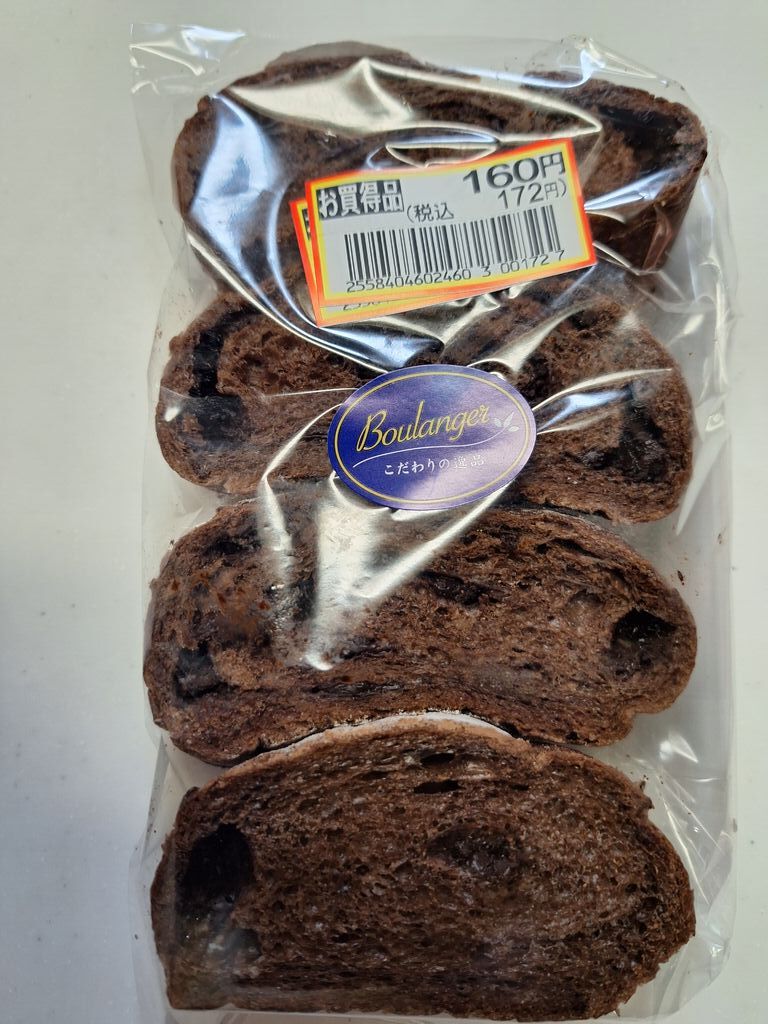 お買得品 160円
(税込 172円)
2558404602460 3 00172 7
Boulanger
こだわりの逸品